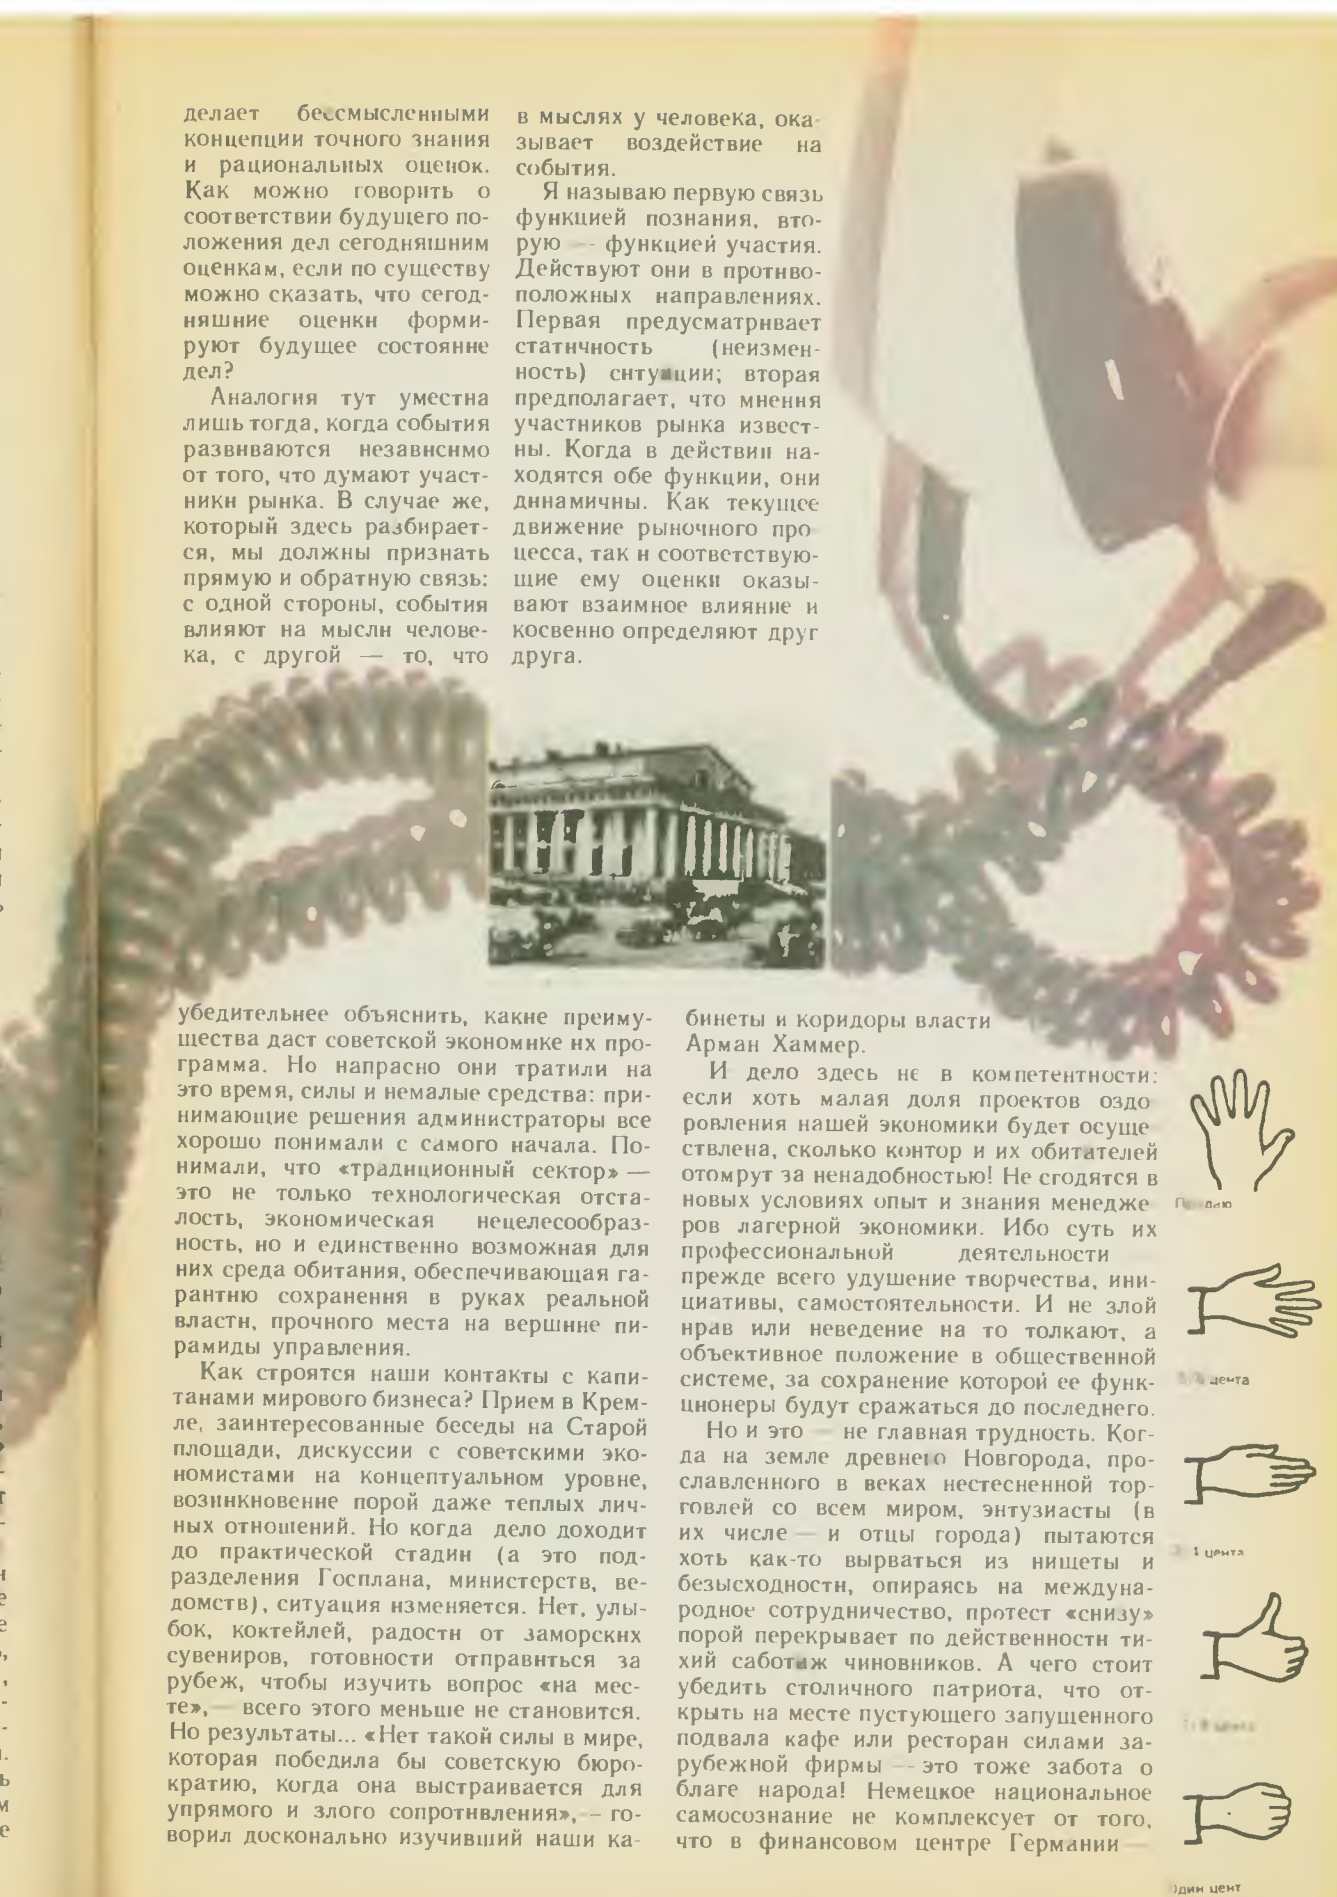 делает бессмысленными
концепции точного знания
и рациональных оценок.
Как можно говорить о
соответствии будущего по-
ложения дел сегодняшним
оценкам, если по существу
можно сказать, что сегод-
няшние оценки форми-
руют будущее состояние
дел?
Аналогия тут уместна
лишь тогда, когда события
развиваются независимо
от того, что думают участ-
ники рынка. В случае же,
который здесь разбирает-
ся, мы должны признать
прямую и обратную связь:
с одной стороны, события
влияют на мысли челове-
ка, с другой — то, что
в мыслях у человека, ока-
зывает воздействие на
события.
Я называю первую связь
функцией познания, вто-
рую — функцией участия.
Действуют они в противо-
положных направлениях.
Первая предусматривает
статичность (неизмен-
ность) ситуации; вторая
предполагает, что мнения
участников рынка извест-
ны. Когда в действии на-
ходятся обе функции, они
динамичны. Как текущее
движение рыночного про-
цесса, так и соответствую-
щие ему оценки оказы-
вают взаимное влияние и
косвенно определяют друг
друга.
убедительнее объяснить, какие преиму-
щества даст советской экономике их про-
грамма. Но напрасно они тратили на
это время, силы и немалые средства: при-
нимающие решения администраторы все
хорошо понимали с самого начала. По-
нимали, что «традиционный сектор» —
это не только технологическая отста-
лость, экономическая нецелесообраз-
ность, но и единственно возможная для
них среда обитания, обеспечивающая га-
рантию сохранения в руках реальной
власти, прочного места на вершине пи-
рамиды управления.
Как строятся наши контакты с капи-
танами мирового бизнеса? Прием в Крем-
ле, заинтересованные беседы на Старой
площади, дискуссии с советскими эко-
номистами на концептуальном уровне,
возникновение порой даже теплых лич-
ных отношений. Но когда дело доходит
до практической стадии (а это под-
разделения Госплана, министерств, ве-
домств), ситуация изменяется. Нет, улы-
бок, коктейлей, радости от заморских
сувениров, готовности отправиться за
рубеж, чтобы изучить вопрос «на мес-
те», — всего этого меньше не становится.
Но результаты... «Нет такой силы в мире,
которая победила бы советскую бюро-
кратию, когда она выстраивается для
упрямого и злого сопротивления», — го-
ворил досконально изучивший наши ка-
бинеты и коридоры власти
Арман Хаммер.
И дело здесь не в компетентности:
если хоть малая доля проектов оздо
ровления нашей экономики будет осуще
ствлена, сколько контор и их обитателей
отомрут за ненадобностью! Не сгодятся в
новых условиях опыт и знания менедже
ров лагерной экономики. Ибо суть их
профессиональной деятельности
прежде всего удушение творчества, ини-
циативы, самостоятельности. И не злой
нрав или неведение на то толкают, а
объективное положение в общественной
системе, за сохранение которой ее функ-
ционеры будут сражаться до последнего.
Но и это — не главная трудность. Ког-
да на земле древнего Новгорода, про-
славленного в веках нестесненной тор-
говлей со всем миром, энтузиасты (в
их числе — и отцы города) пытаются
хоть как-то вырваться из нищеты и
безысходности, опираясь на междуна-
родное сотрудничество, протест «снизу»
порой перекрывает по действенности ти-
хий саботаж чиновников. А чего стоит
убедить столичного патриота, что от-
крыть на месте пустующего запущенного
подвала кафе или ресторан силами за-
рубежной фирмы — это тоже забота о
благе народа! Немецкое национальное
самосознание не комплексует от того,
что в финансовом центре Германии —
цента
цента
Один цент